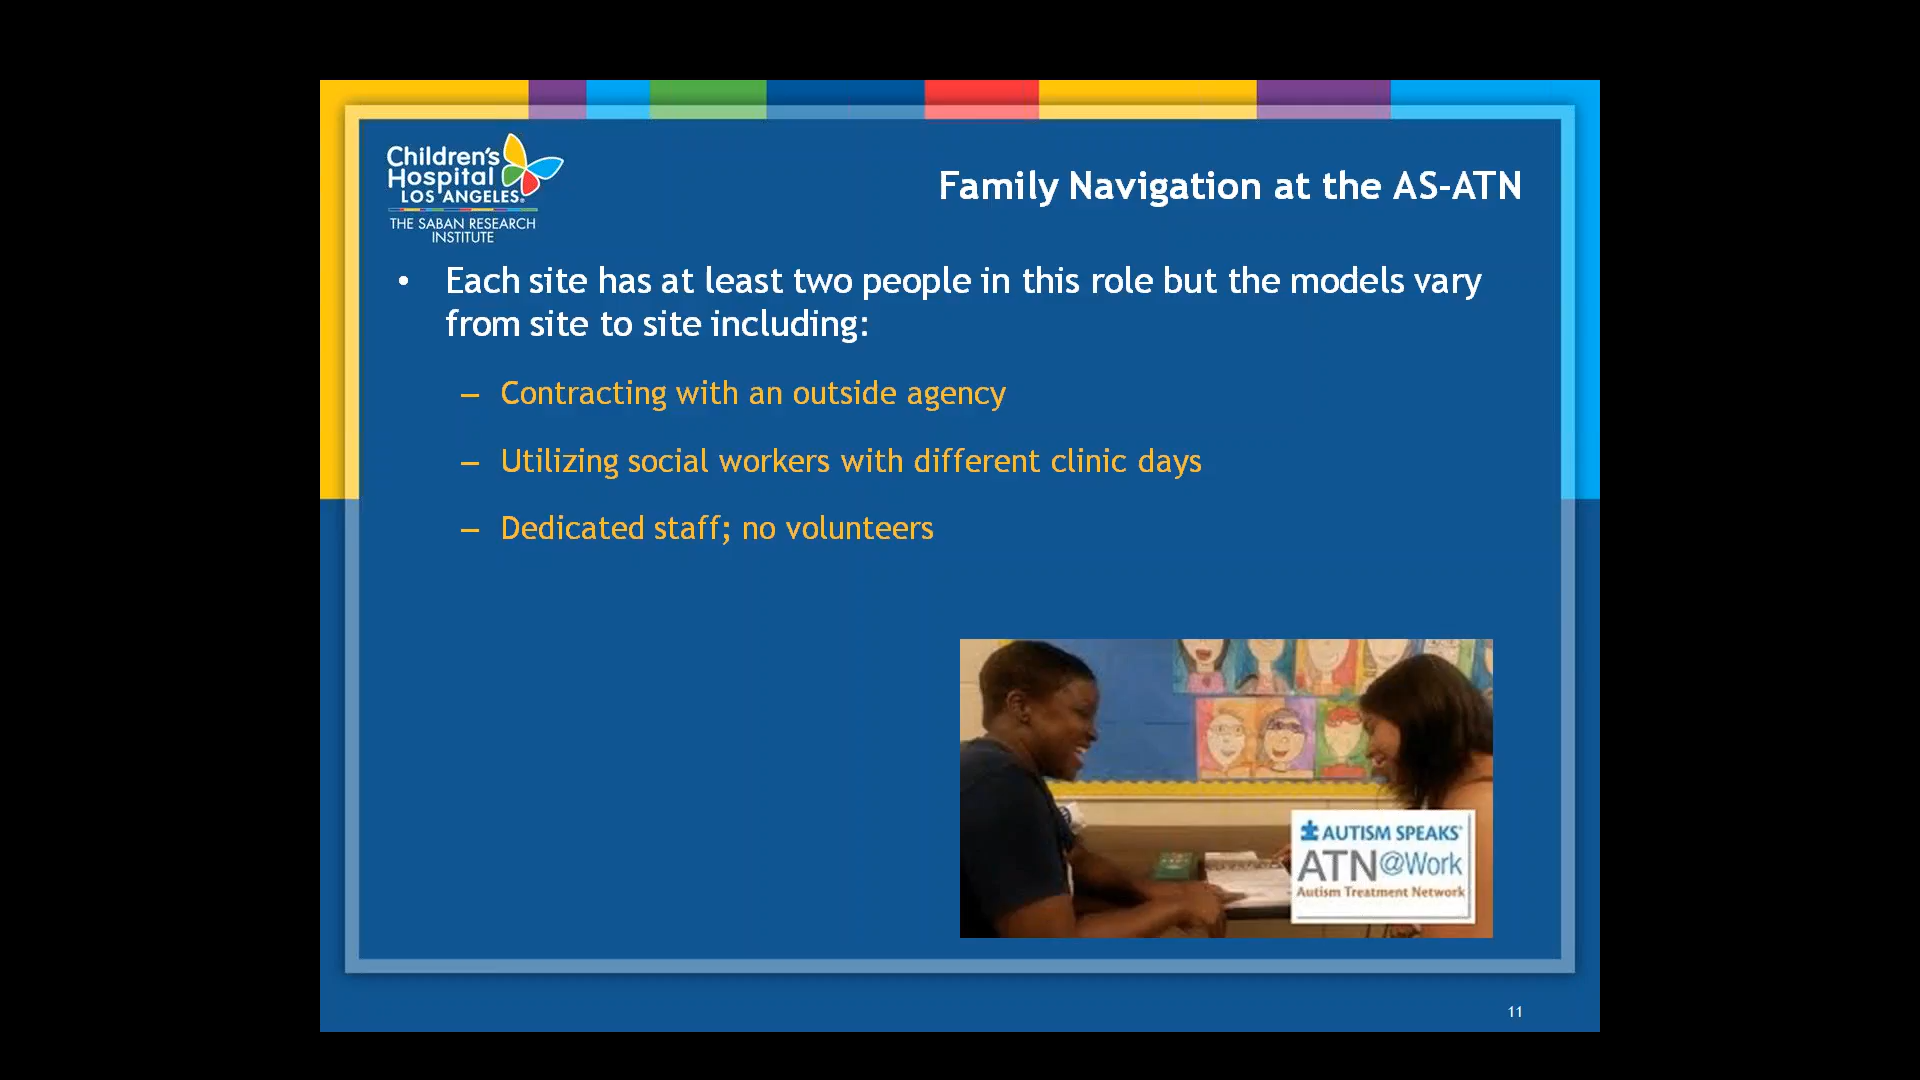 Children's
Hospital
LOS ANGELES®
THE SABAN RESEARCH
INSTITUTE
Family Navigation at the AS-ATN
• Each site has at least two people in this role but the models vary
from site to site including:
– Contracting with an outside agency
– Utilizing social workers with different clinic days
– Dedicated staff; no volunteers
AUTISM SPEAKS®
ATN@Work
Autism Treatment Network
11